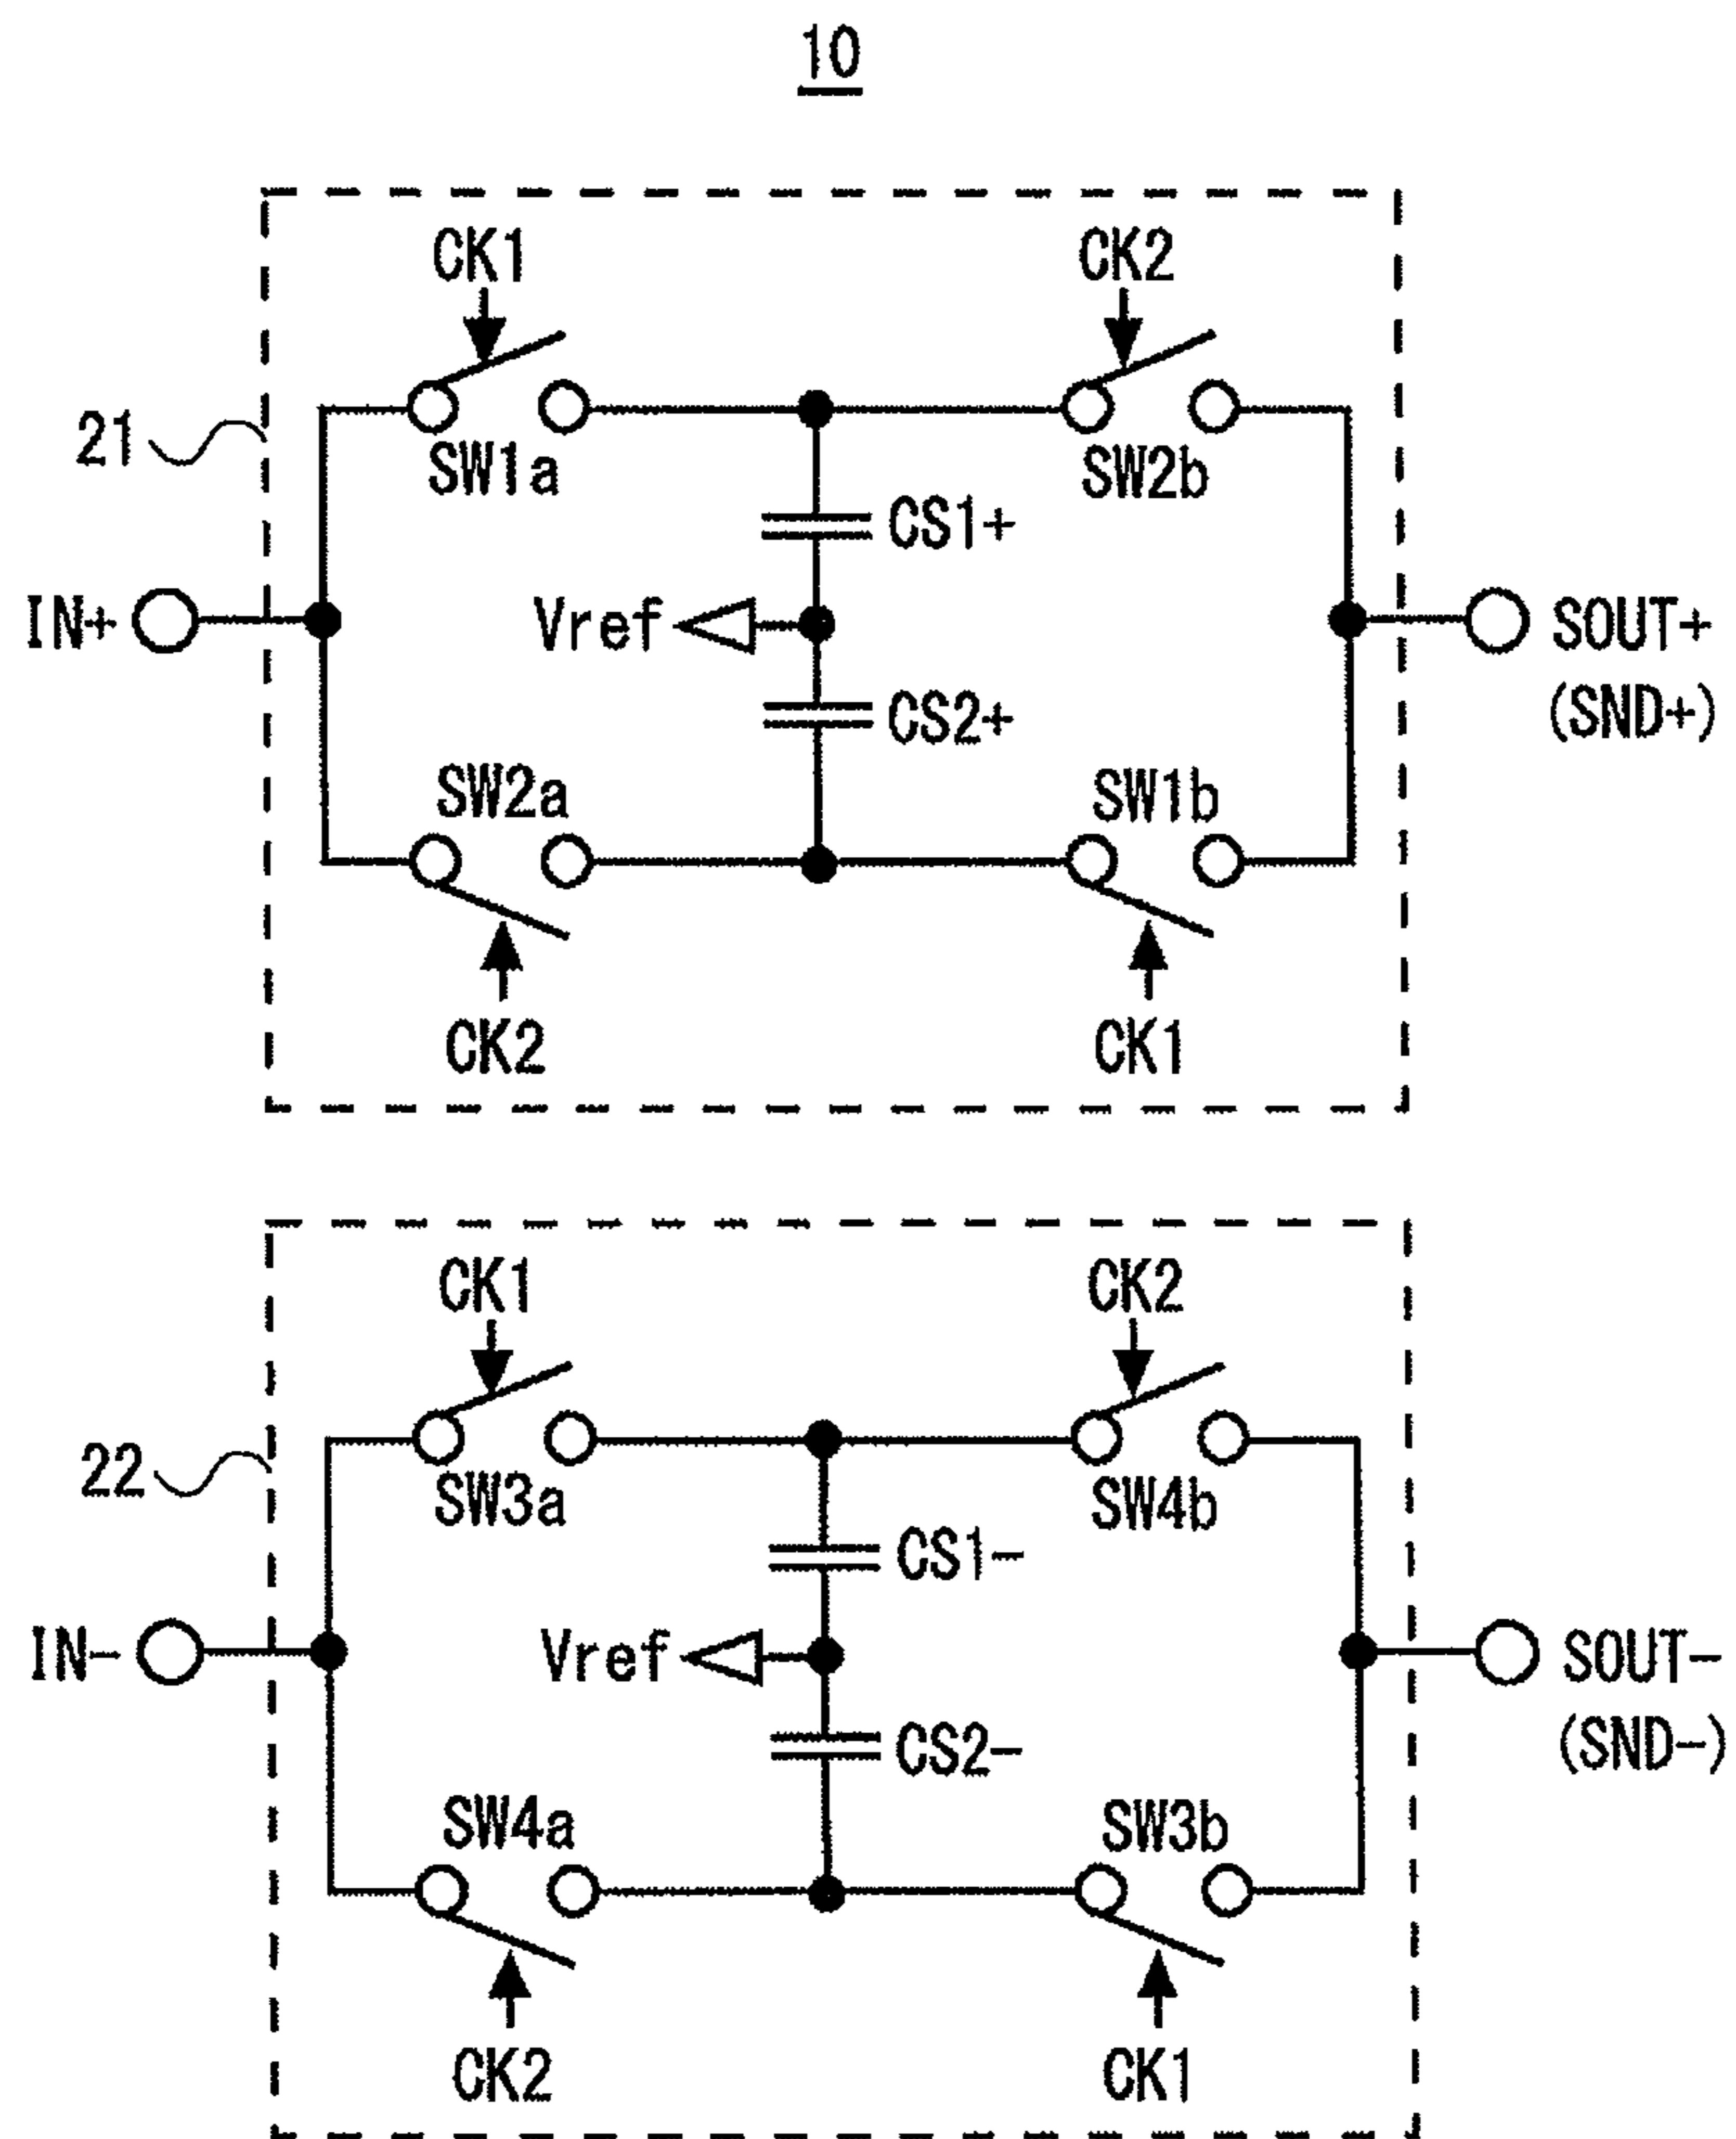 10
CK1 CK2
21
SW1a SW2b
CS1+
IN+ Vref SOUT+
(SND+)
CS2+
SW2a SW1b
CK2 CK1
CK1 CK2
22
SW3a SW4b
CS1-
IN- Vref SOUT-
(SND-)
CS2-
SW4a SW3b
CK2 CK1